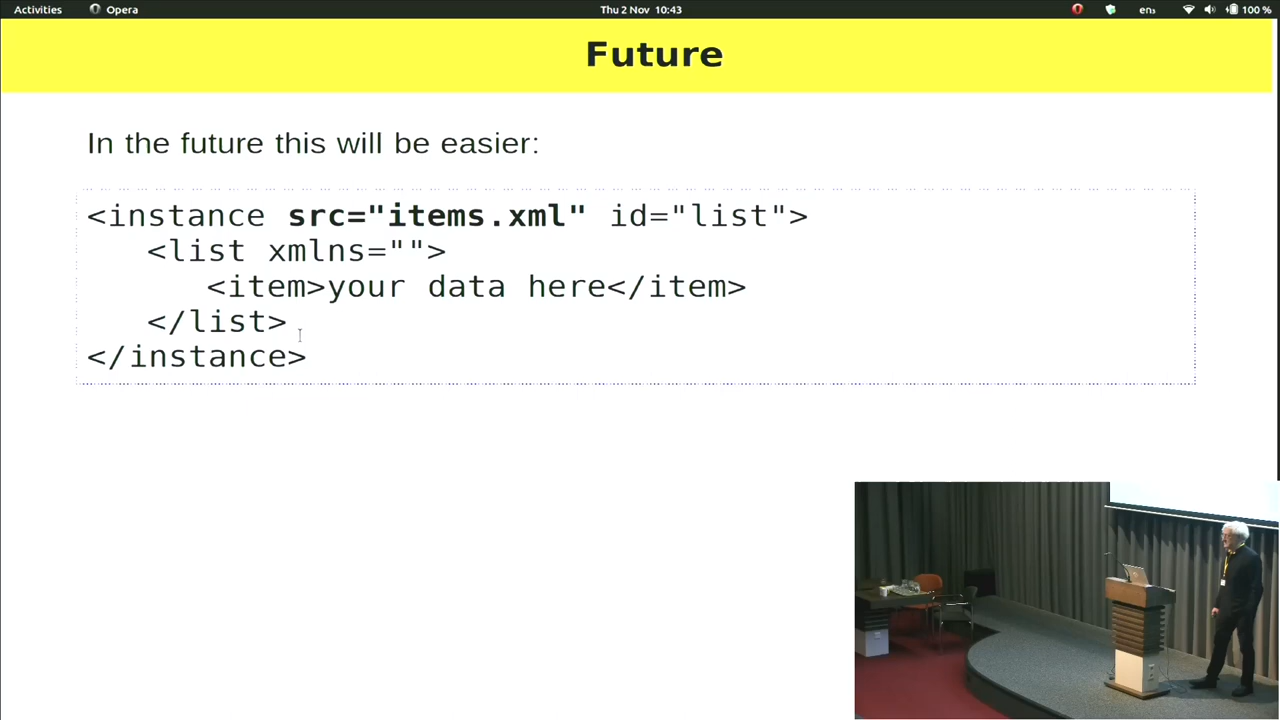 Activities Opera Thu 2 Nov 10:43 en₃ 100 %
Future
In the future this will be easier:
<instance src="items.xml" id="list">
<list xmlns="">
<item>your data here</item>
</list>
</instance>